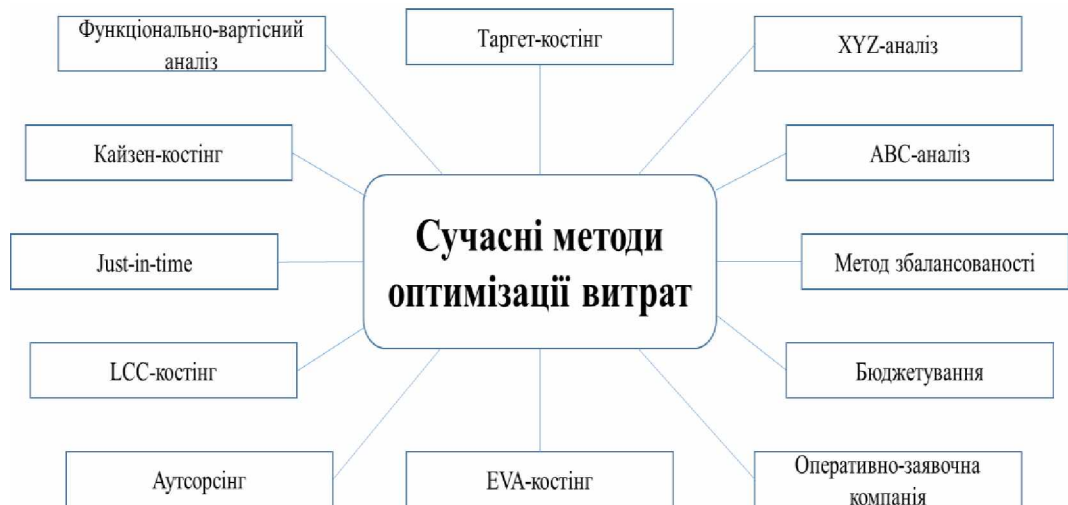 Функціонально-вартісний
аналіз
Таргет-костінг
XYZ-аналіз
Кайзен-костінг
АВС-аналіз
Сучасні методи
оптимізації витрат
Just-in-time
Метод збалансованості
LCC-костінг
Бюджетування
Аутсорсінг
EVA-костінг
Оперативно-заявочна
компанія